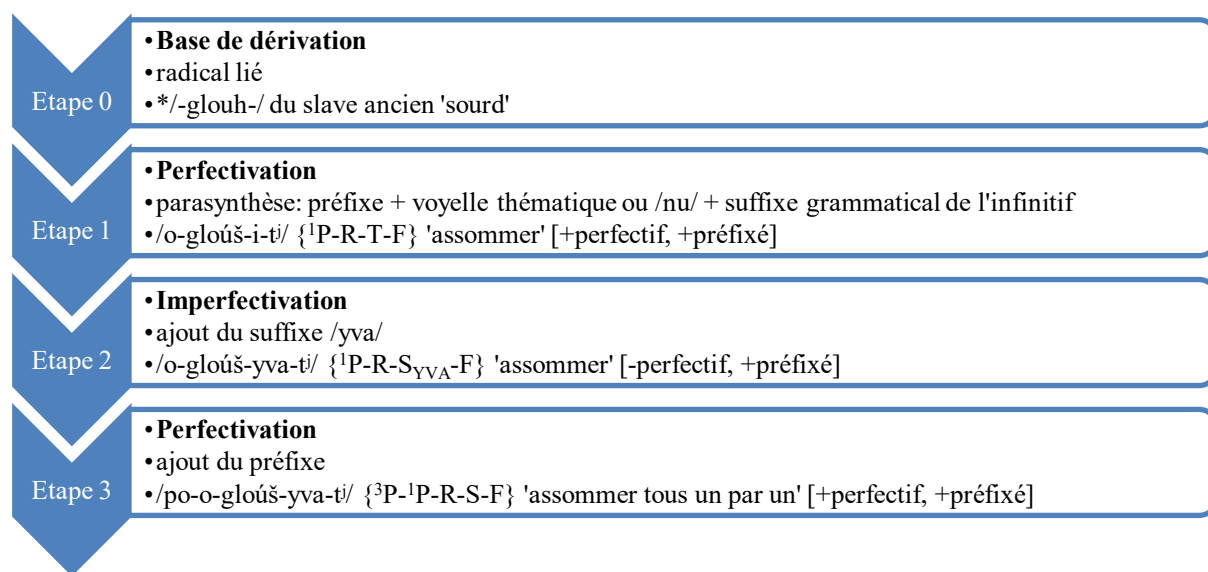 Etape 0
•Base de dérivation
•radical lié
•*/-glouh-/ du slave ancien 'sourd'
Etape 1
•Perfectivation
•parasynthèse: préfixe + voyelle thématique ou /nu/ + suffixe grammatical de l'infinitif
•/o-gloúš-i-tʲ/ {¹P-R-T-F} 'assommer' [+perfectif, +préfixé]
Etape 2
•Imperfectivation
•ajout du suffixe /yva/
•/o-gloúš-yva-tʲ/ {¹P-R-S_YVA-F} 'assommer' [-perfectif, +préfixé]
Etape 3
•Perfectivation
•ajout du préfixe
•/po-o-gloúš-yva-tʲ/ {³P-¹P-R-S-F} 'assommer tous un par un' [+perfectif, +préfixé]